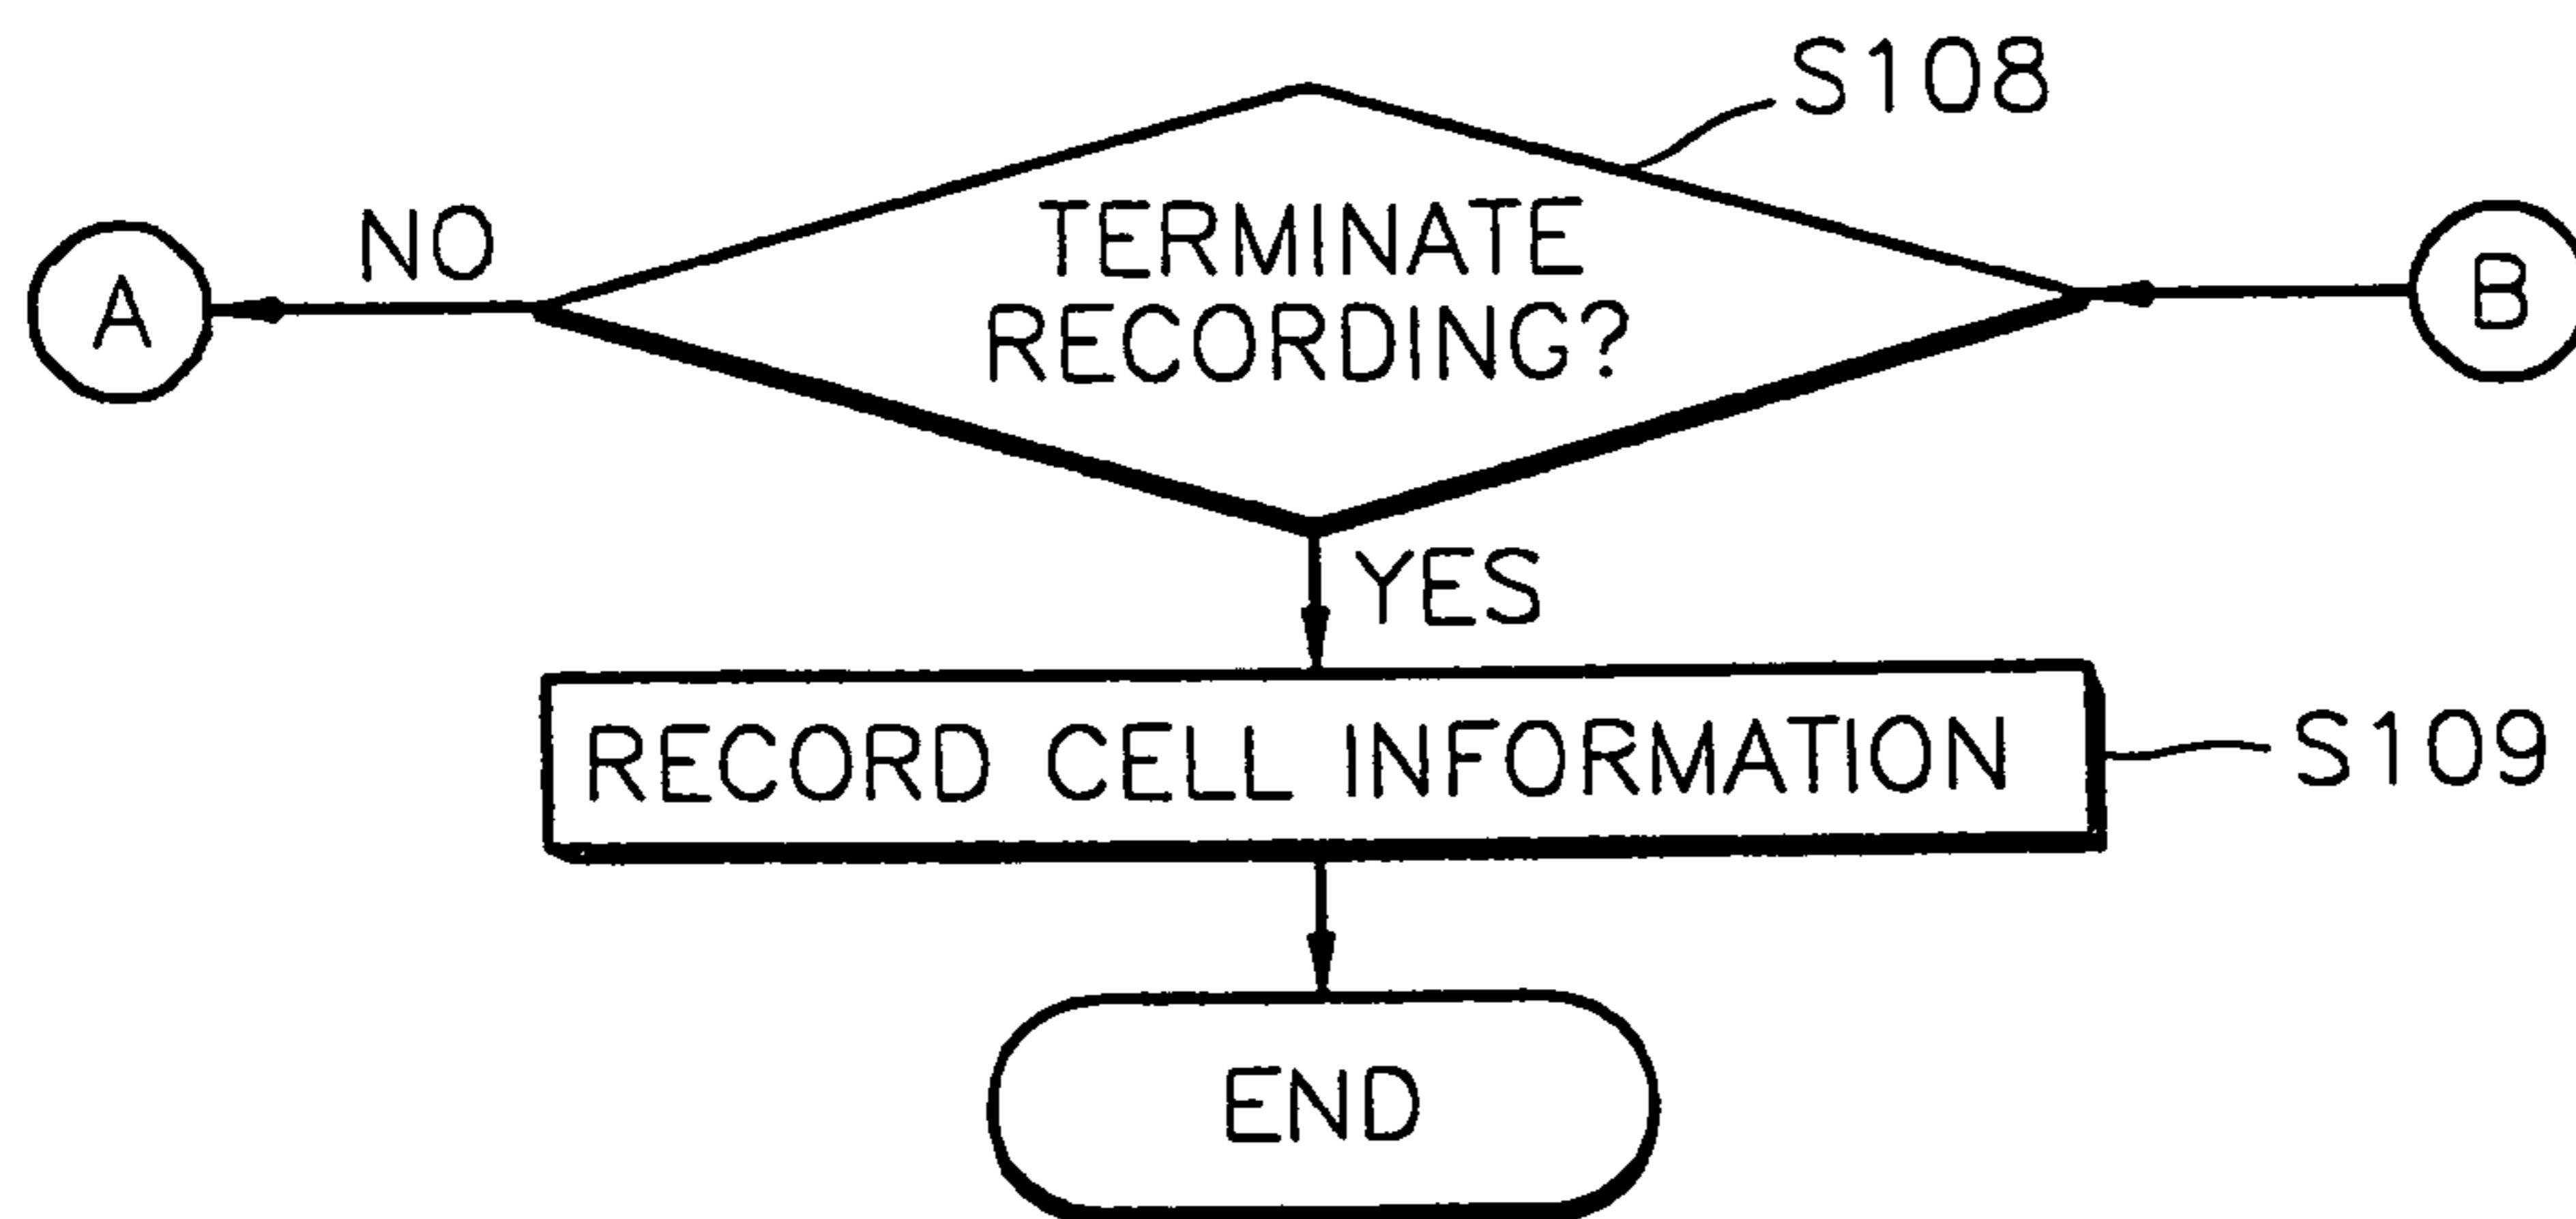 S108
A
NO
TERMINATE
RECORDING?
B
YES
RECORD CELL INFORMATION
S109
END